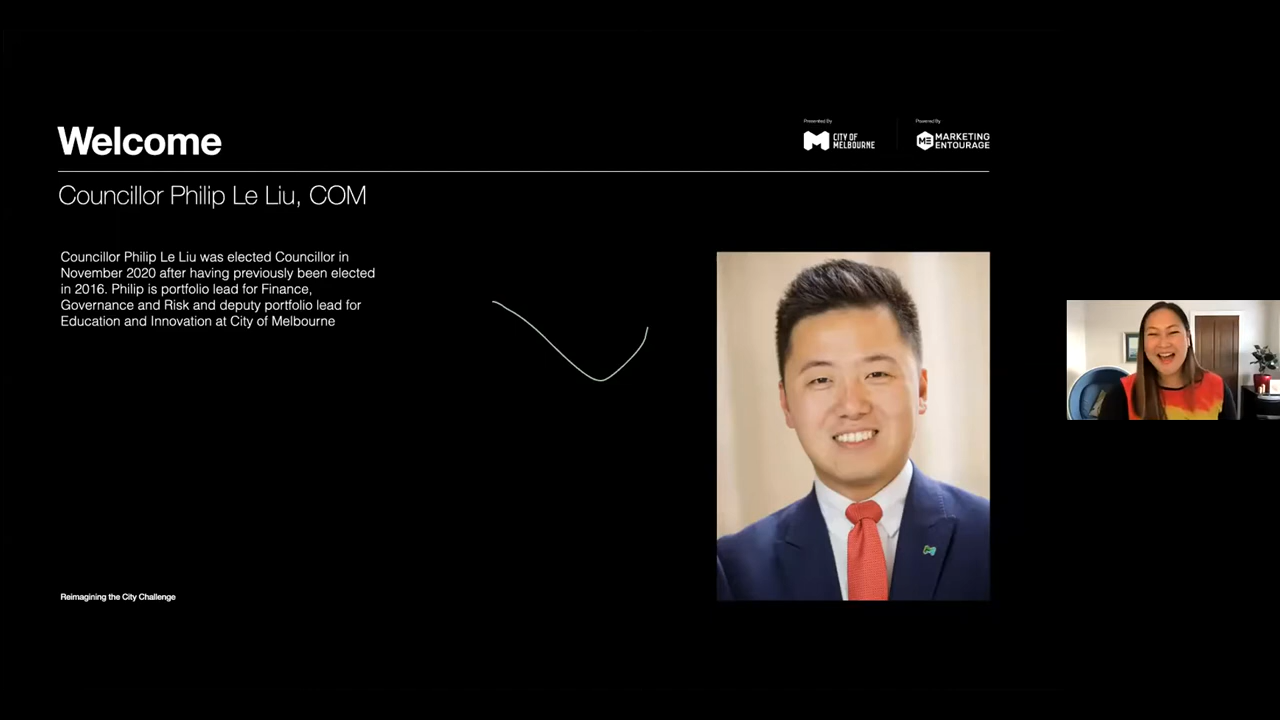 Welcome
Presented By
CITY OF
MELBOURNE
Powered By
ME
MARKETING
ENTOURAGE
Councillor Philip Le Liu, COM
Councillor Philip Le Liu was elected Councillor in
November 2020 after having previously been elected
in 2016. Philip is portfolio lead for Finance,
Governance and Risk and deputy portfolio lead for
Education and Innovation at City of Melbourne
Reimagining the City Challenge